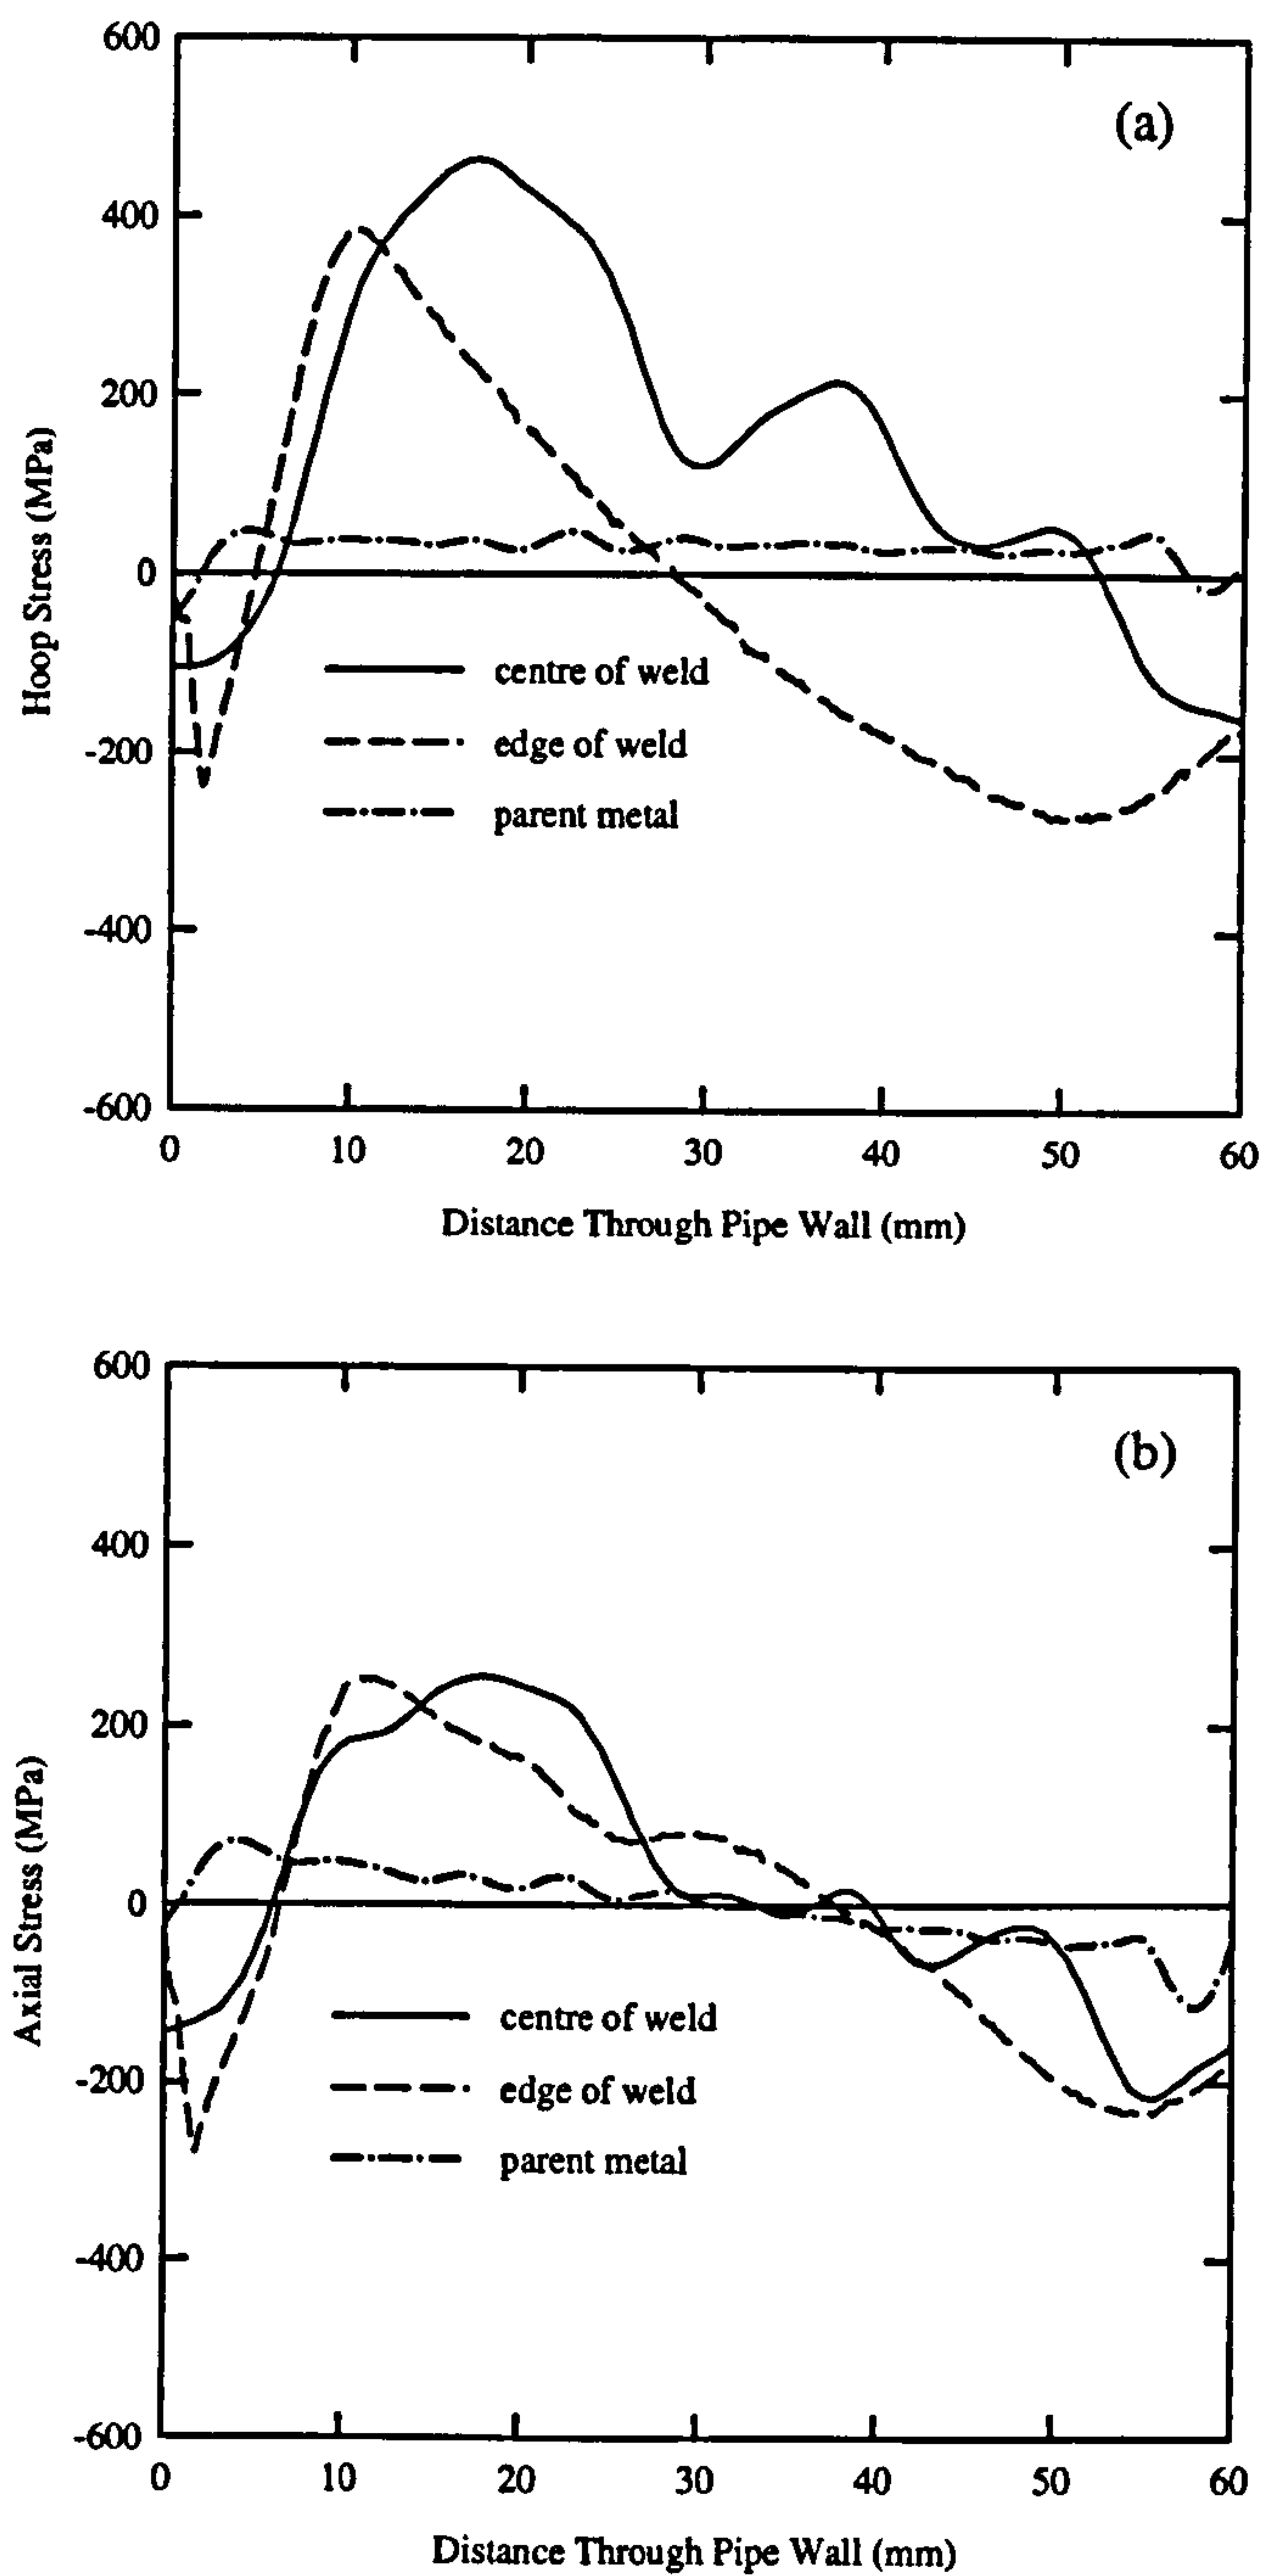 600
(a)
400
200
0
-200
-400
-600
Hoop Stress (MPa)
centre of weld
edge of weld
parent metal
0 10 20 30 40 50 60
Distance Through Pipe Wall (mm)
600
(b)
400
200
0
-200
-400
-600
Axial Stress (MPa)
centre of weld
edge of weld
parent metal
0 10 20 30 40 50 60
Distance Through Pipe Wall (mm)